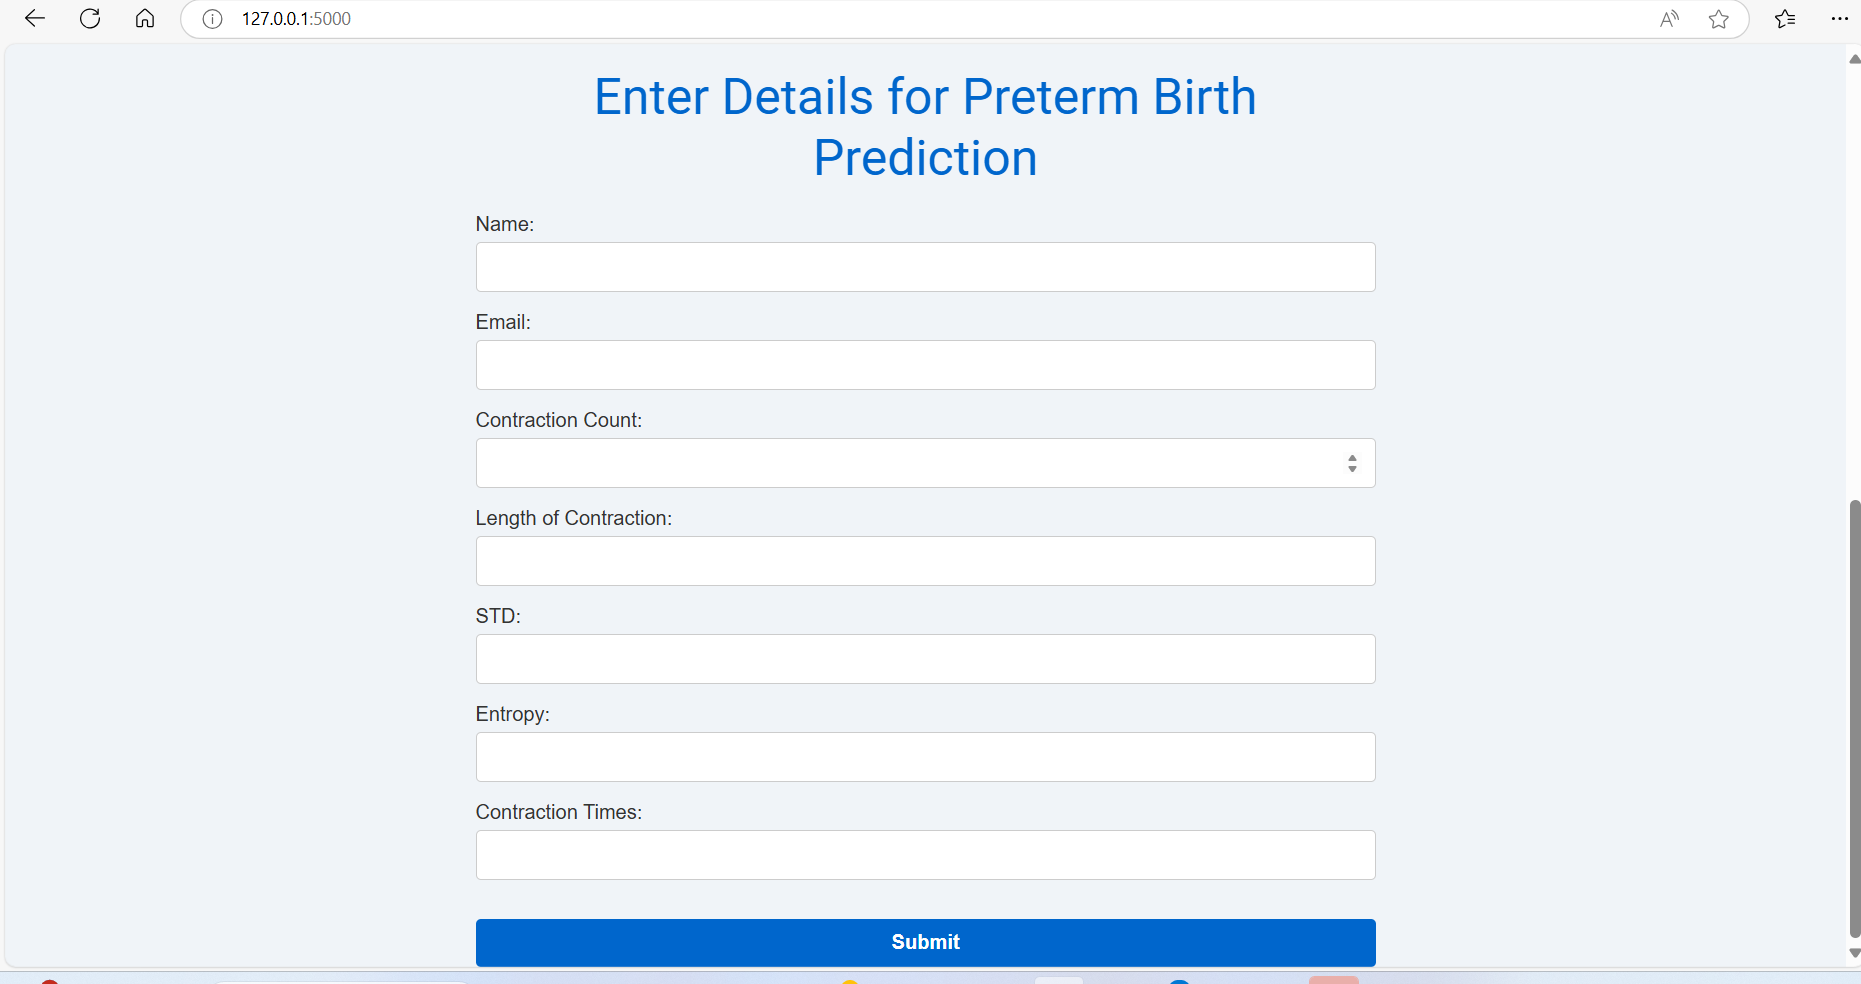 127.0.0.1:5000
Enter Details for Preterm Birth
Prediction
Name:
Email:
Contraction Count:
Length of Contraction:
STD:
Entropy:
Contraction Times:
Submit